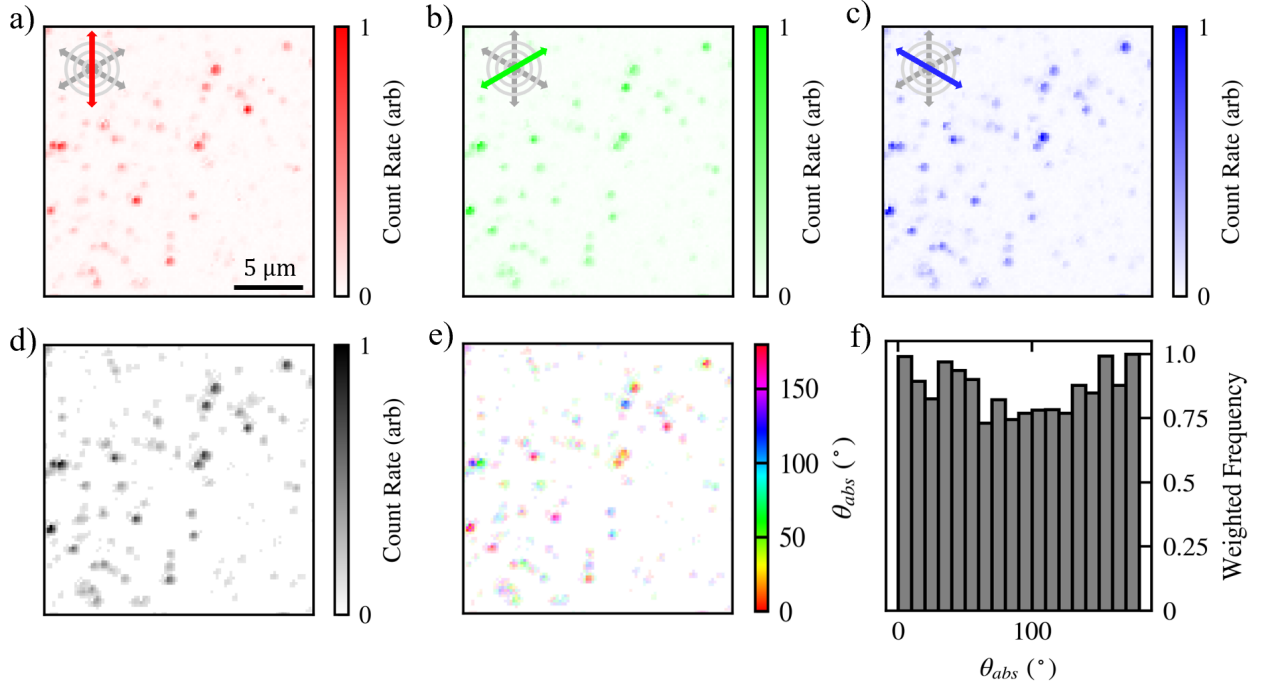 a)
1
Count Rate (arb)
0
5 μm
b)
1
Count Rate (arb)
0
c)
1
Count Rate (arb)
0
d)
1
Count Rate (arb)
0
e)
150
100
50
0
θabs (°)
f)
1.0
0.75
0.5
0.25
0
Weighted Frequency
0 100
θabs (°)